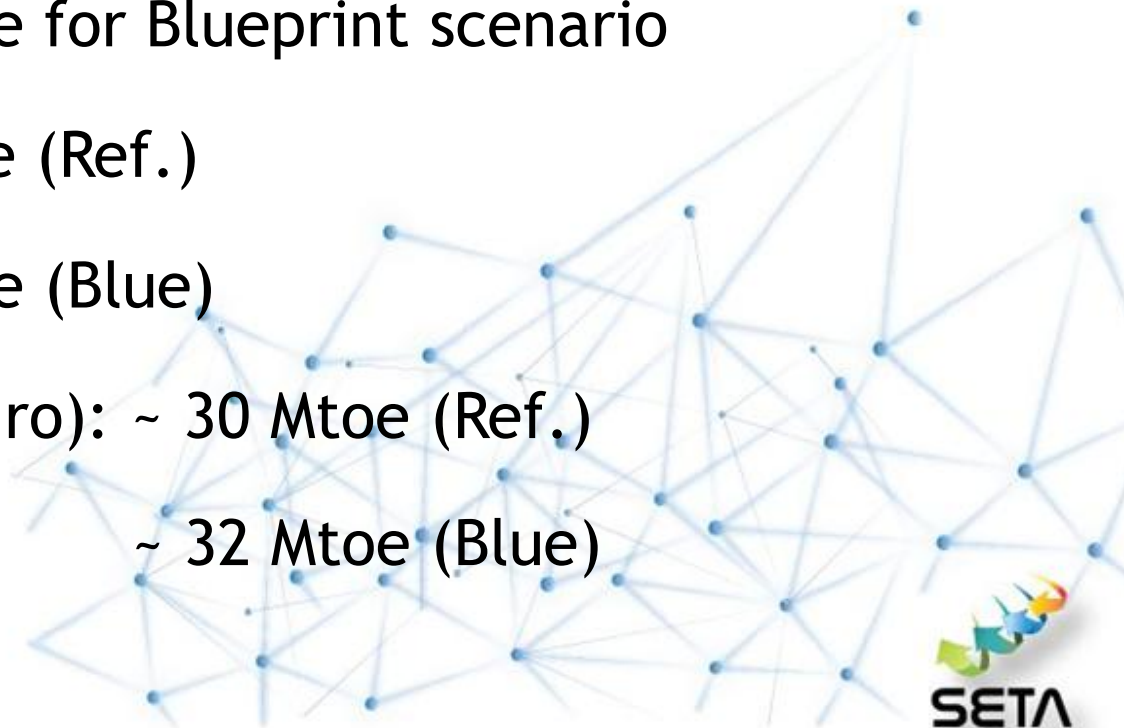 e for Blueprint scenario
e (Ref.)
e (Blue)
ro): ~ 30 Mtoe (Ref.)
~ 32 Mtoe (Blue)
SETA